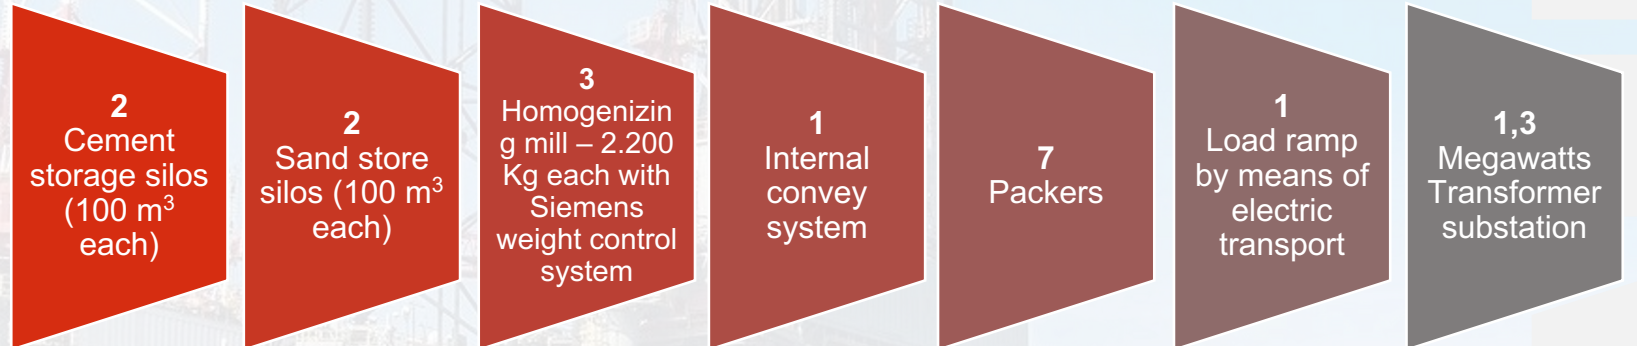 2
Cement
storage silos
(100 m³
each)
2
Sand store
silos (100 m³
each)
3
Homogenizin
g mill – 2.200
Kg each with
Siemens
weight control
system
1
Internal
convey
system
7
Packers
1
Load ramp
by means of
electric
transport
1,3
Megawatts
Transformer
substation